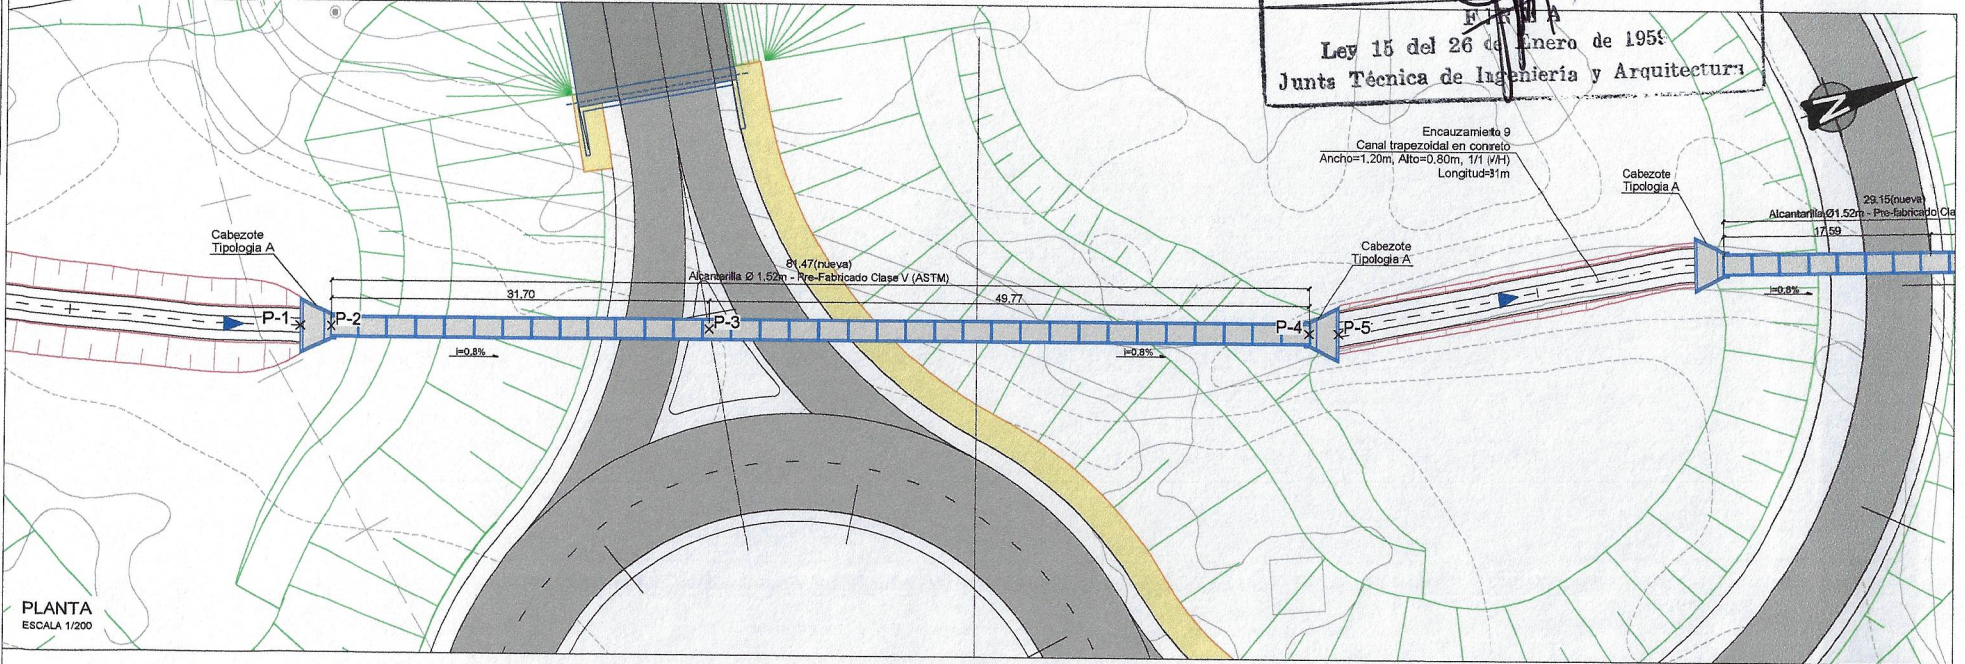 FIRMA
Ley 15 del 26 de Enero de 1959
Junta Técnica de Ingeniería y Arquitectura
N
Encauzamiento 9
Canal trapezoidal en concreto
Ancho=1.20m, Alto=0.80m, 1/1 (V/H)
Longitud=31m
Cabezote
Tipologia A
29.15(nueva)
Alcantarilla Ø1.52m - Pre-fabricado Cla
17.59
i=0.8%
Cabezote
Tipologia A
Cabezote
Tipologia A
81.47(nueva)
Alcantarilla Ø 1.52m - Pre-Fabricado Clase V (ASTM)
31.70
49.77
P-1
P-2
P-3
P-4
P-5
i=0.8%
i=0.8%
PLANTA
ESCALA 1/200